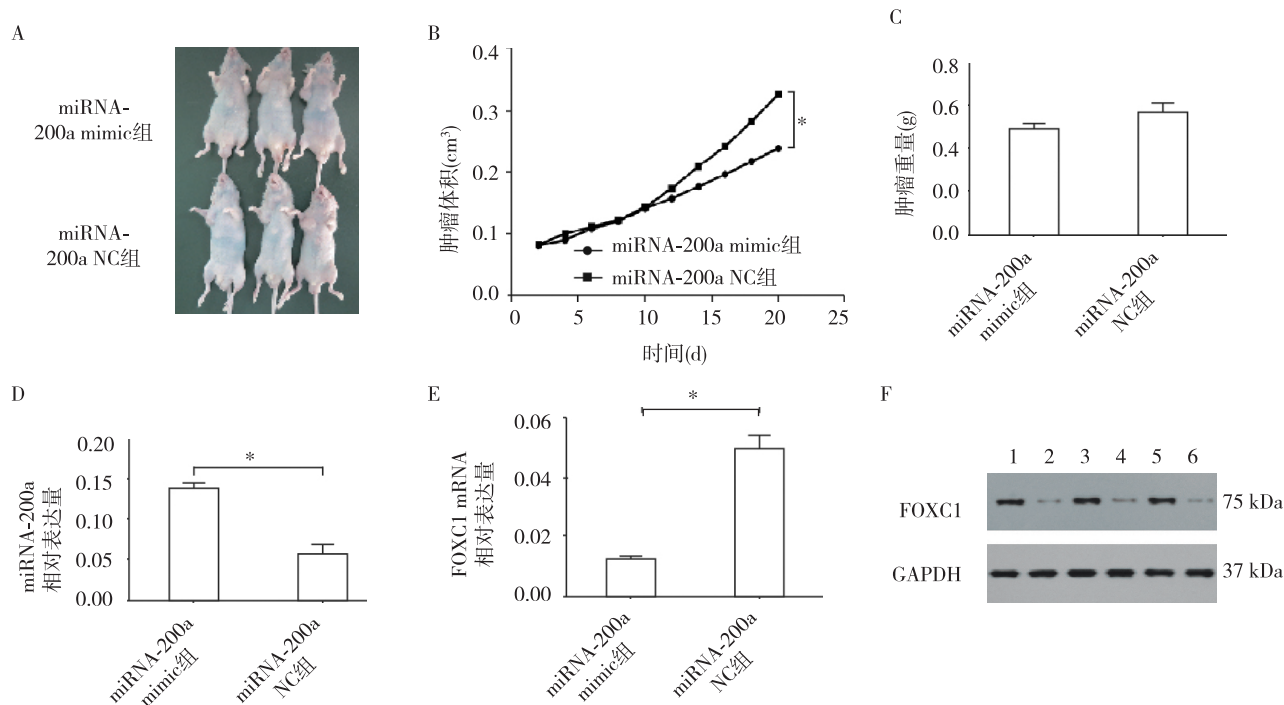 A
miRNA-
200a mimic组
miRNA-
200a NC组
B
肿瘤体积(cm³)
0.4
0.3
0.2
0.1
0.0
*
miRNA-200a mimic组
miRNA-200a NC组
0
5
10
15
20
25
时间(d)
C
肿瘤重量(g)
0.8
0.6
0.4
0.0
0.0
miRNA-200a
mimic组
miRNA-200a
NC组
D
miRNA-200a
相对表达量
0.20
0.15
0.10
0.05
0.00
*
miRNA-200a
mimic组
miRNA-200a
NC组
E
FOXC1 mRNA
相对表达量
0.06
0.04
0.02
0.00
*
miRNA-200a
mimic组
miRNA-200a
NC组
F
1 2 3 4 5 6
FOXC1
75 kDa
GAPDH
37 kDa